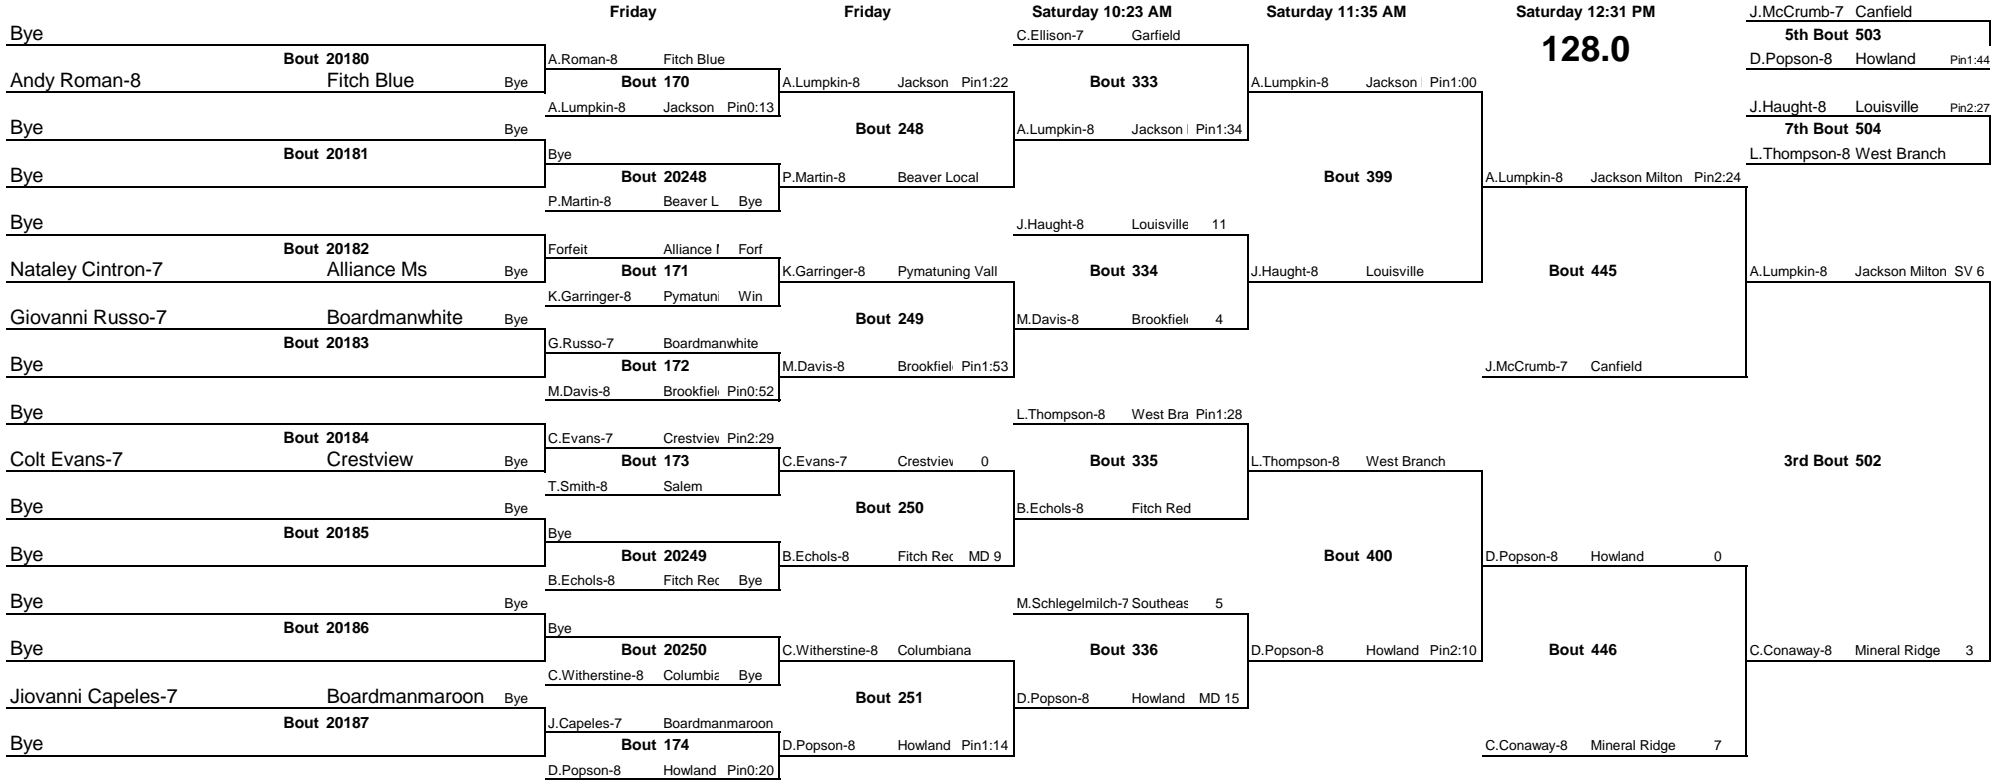 Friday Friday Saturday 10:23 AM Saturday 11:35 AM Saturday 12:31 PM J.McCrumb-7 Canfield
Bye C.Ellison-7 Garfield 5th Bout 503
128.0
Bout 20180 A.Roman-8 Fitch Blue D.Popson-8 Howland Pin1:44
Andy Roman-8 Fitch Blue Bye Bout 170 A.Lumpkin-8 Jackson Pin1:22 Bout 333 A.Lumpkin-8 Jackson Pin1:00
A.Lumpkin-8 Jackson Pin0:13 J.Haught-8 Louisville Pin2:27
Bye Bye Bout 248 A.Lumpkin-8 Jackson Pin1:34 7th Bout 504
Bout 20181 Bye L.Thompson-8 West Branch
Bye Bout 20248 P.Martin-8 Beaver Local Bout 399 A.Lumpkin-8 Jackson Milton Pin2:24
P.Martin-8 Beaver L Bye
Bye J.Haught-8 Louisville 11
Bout 20182 Forfeit Alliance M Forf
Nataley Cintron-7 Alliance Ms Bye Bout 171 K.Garringer-8 Pymatuning Vall Bout 334 J.Haught-8 Louisville Bout 445 A.Lumpkin-8 Jackson Milton SV 6
K.Garringer-8 Pymatuni Win
Giovanni Russo-7 Boardmanwhite Bye Bout 249 M.Davis-8 Brookfiel 4
Bout 20183 G.Russo-7 Boardmanwhite
Bye Bout 172 M.Davis-8 Brookfiel Pin1:53 J.McCrumb-7 Canfield
M.Davis-8 Brookfiel Pin0:52
Bye L.Thompson-8 West Bra Pin1:28
Bout 20184 C.Evans-7 Crestview Pin2:29
Colt Evans-7 Crestview Bye Bout 173 C.Evans-7 Crestview 0 Bout 335 L.Thompson-8 West Branch 3rd Bout 502
T.Smith-8 Salem
Bye Bye Bout 250 B.Echols-8 Fitch Red
Bout 20185 Bye
Bye Bout 20249 B.Echols-8 Fitch Red MD 9 Bout 400 D.Popson-8 Howland 0
B.Echols-8 Fitch Red Bye
Bye Bye M.Schlegelmilch-7 Southeas 5
Bout 20186 Bye
Bye Bout 20250 C.Witherstine-8 Columbiana Bout 336 D.Popson-8 Howland Pin2:10 Bout 446 C.Conaway-8 Mineral Ridge 3
C.Witherstine-8 Columbia Bye
Jiovanni Capeles-7 Boardmanmaroon Bye Bout 251 D.Popson-8 Howland MD 15
Bout 20187 J.Capeles-7 Boardmanmaroon
Bye Bout 174 D.Popson-8 Howland Pin1:14 C.Conaway-8 Mineral Ridge 7
D.Popson-8 Howland Pin0:20